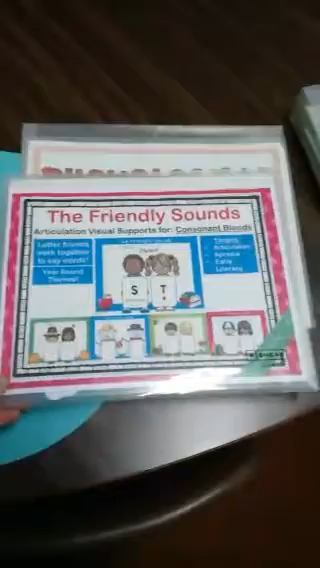 The Friendly Sounds
Articulation Visual Supports for: Consonant Blends
Letter friends
work together
to say words!
Year Round
Themes!
Targets:
Articulation
Apraxia
Early
Literacy
S T